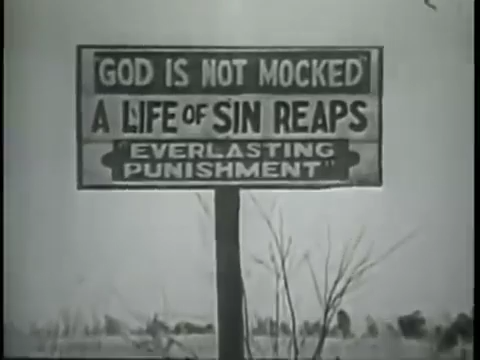 "GOD IS NOT MOCKED"
A LIFE OF SIN REAPS
"EVERLASTING
PUNISHMENT"